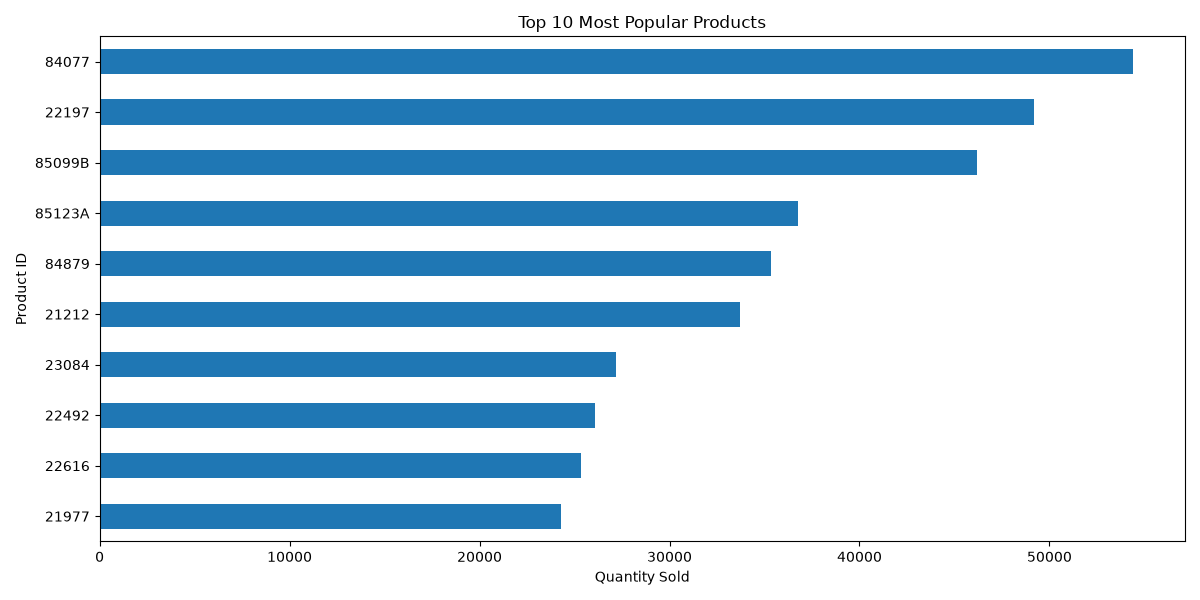 Top 10 Most Popular Products
Product ID
84077
22197
85099B
85123A
84879
21212
23084
22492
22616
21977
0 10000 20000 30000 40000 50000
Quantity Sold